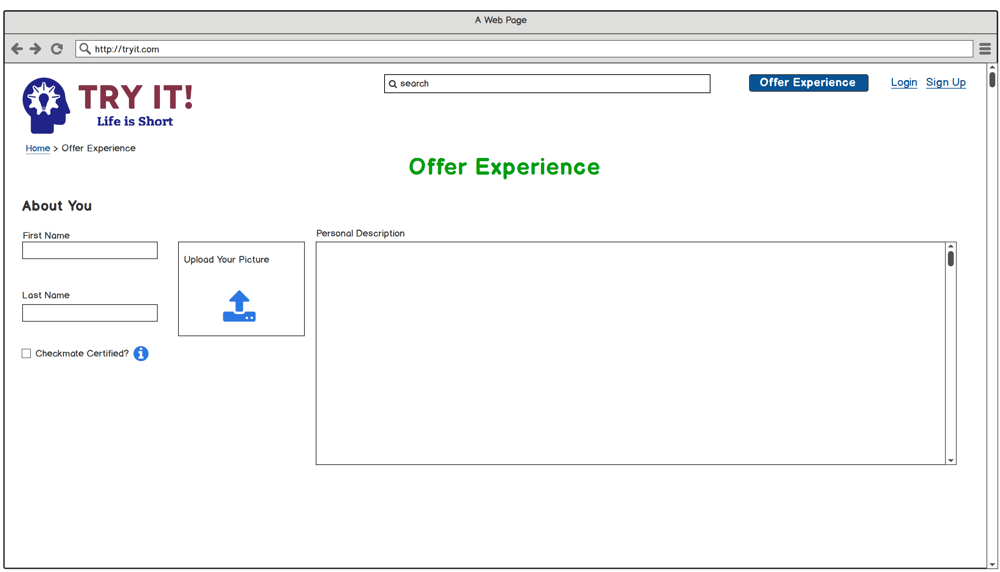 A Web Page
http://tryit.com
search
Offer Experience
Login Sign Up
TRY IT!
Life is Short
Home > Offer Experience
Offer Experience
About You
First Name
Personal Description
Upload Your Picture
Last Name
Checkmate Certified?